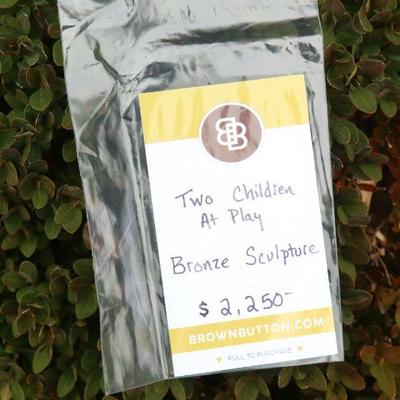 BB
Two Children
At Play
Bronze Sculpture
$ 2,250-
BROWNBUTTON.COM
PULL TO PURCHASE